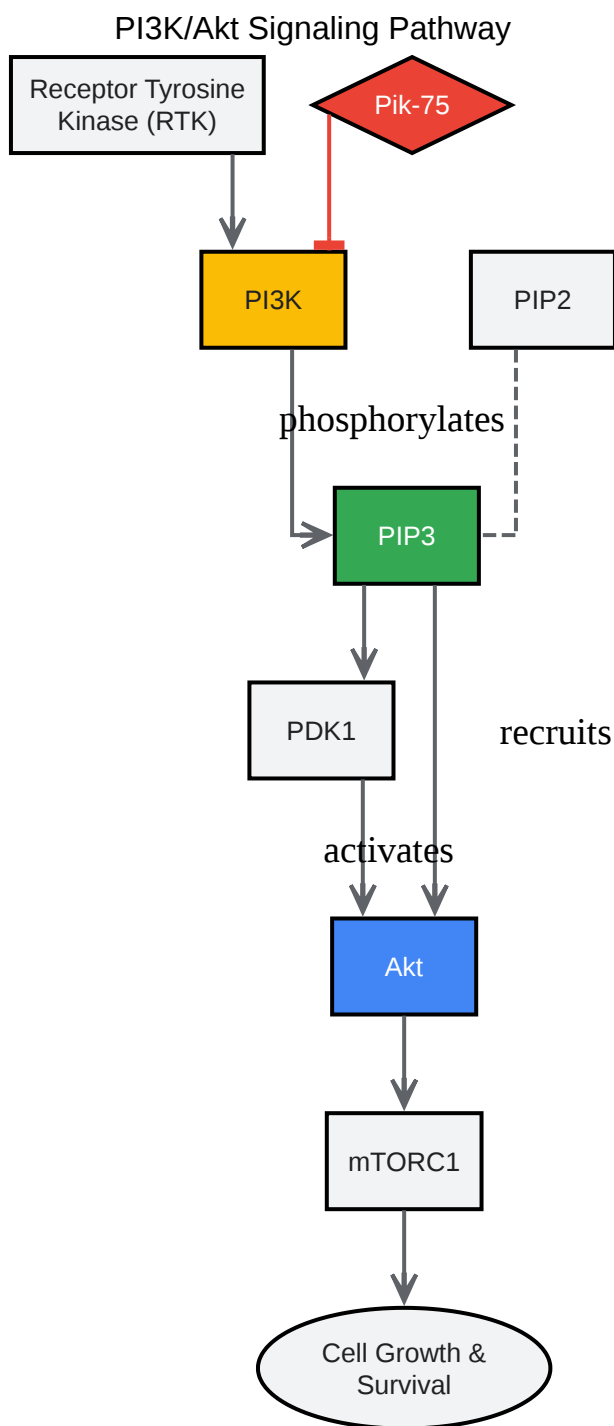 PI3K/Akt Signaling Pathway
Receptor Tyrosine
Kinase (RTK)
Pik-75
PI3K
PIP2
phosphorylates
PIP3
PDK1
recruits
activates
Akt
mTORC1
Cell Growth &
Survival